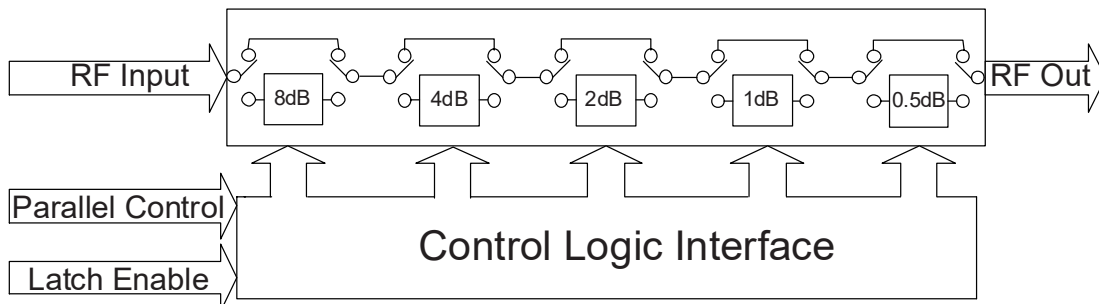 RF Input
8dB
4dB
2dB
1dB
0.5dB
RF Out
Parallel Control
Control Logic Interface
Latch Enable